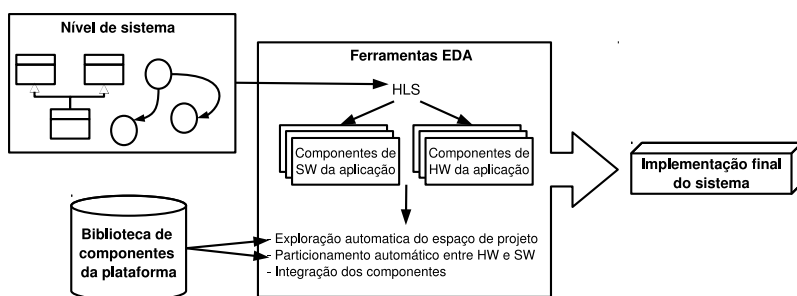 Nível de sistema
Ferramentas EDA
HLS
Componentes de
SW da aplicação
Componentes de
HW da aplicação
Implementação final
do sistema
Biblioteca de
componentes
da plataforma
- Exploração automatica do espaço de projeto
- Particionamento automático entre HW e SW
- Integração dos componentes